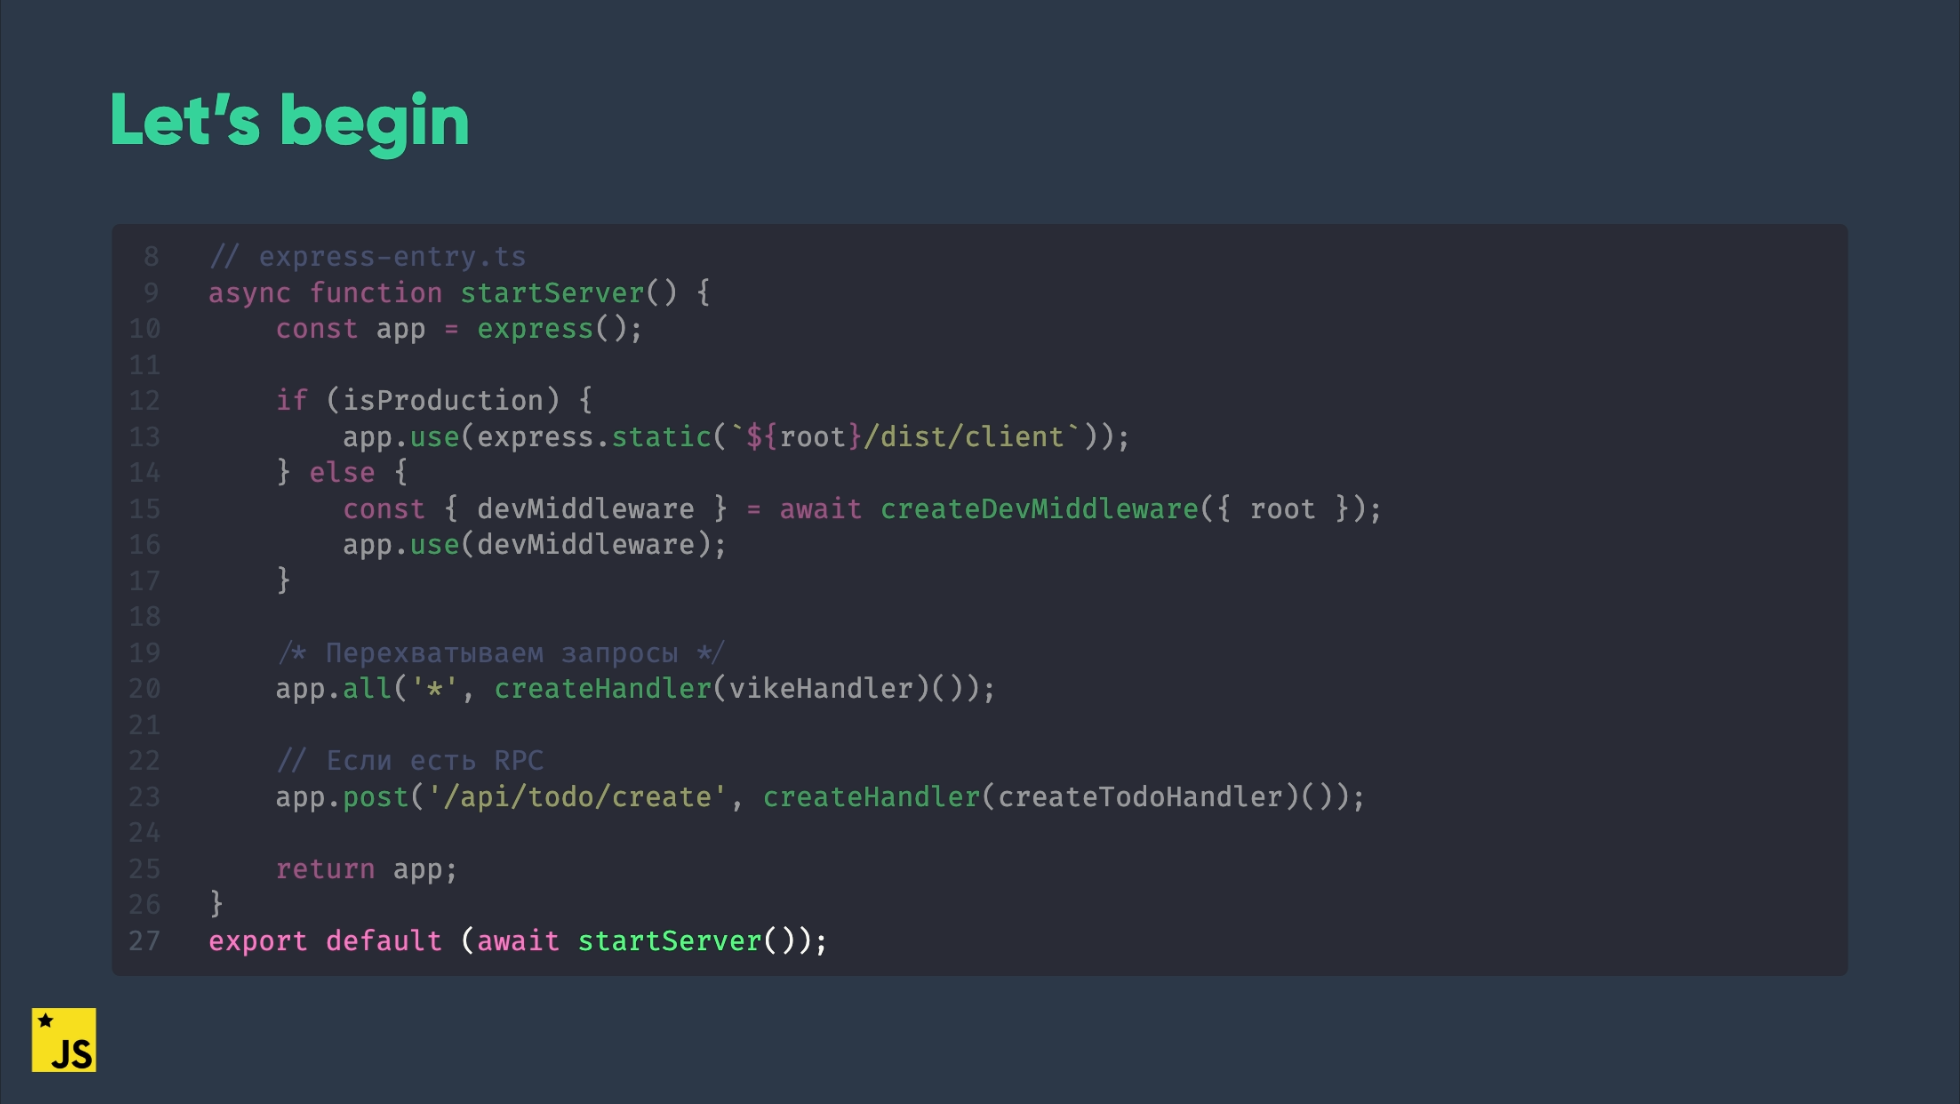 Let's begin
8 // express-entry.ts
9 async function startServer() {
10     const app = express();
11
12     if (isProduction) {
13         app.use(express.static(`${root}/dist/client`));
14     } else {
15         const { devMiddleware } = await createDevMiddleware({ root });
16         app.use(devMiddleware);
17     }
18
19     /* Перехватываем запросы */
20     app.all('*', createHandler(vikeHandler)());
21
22     // Если есть RPC
23     app.post('/api/todo/create', createHandler(createTodoHandler)());
24
25     return app;
26 }
27 export default (await startServer());
JS